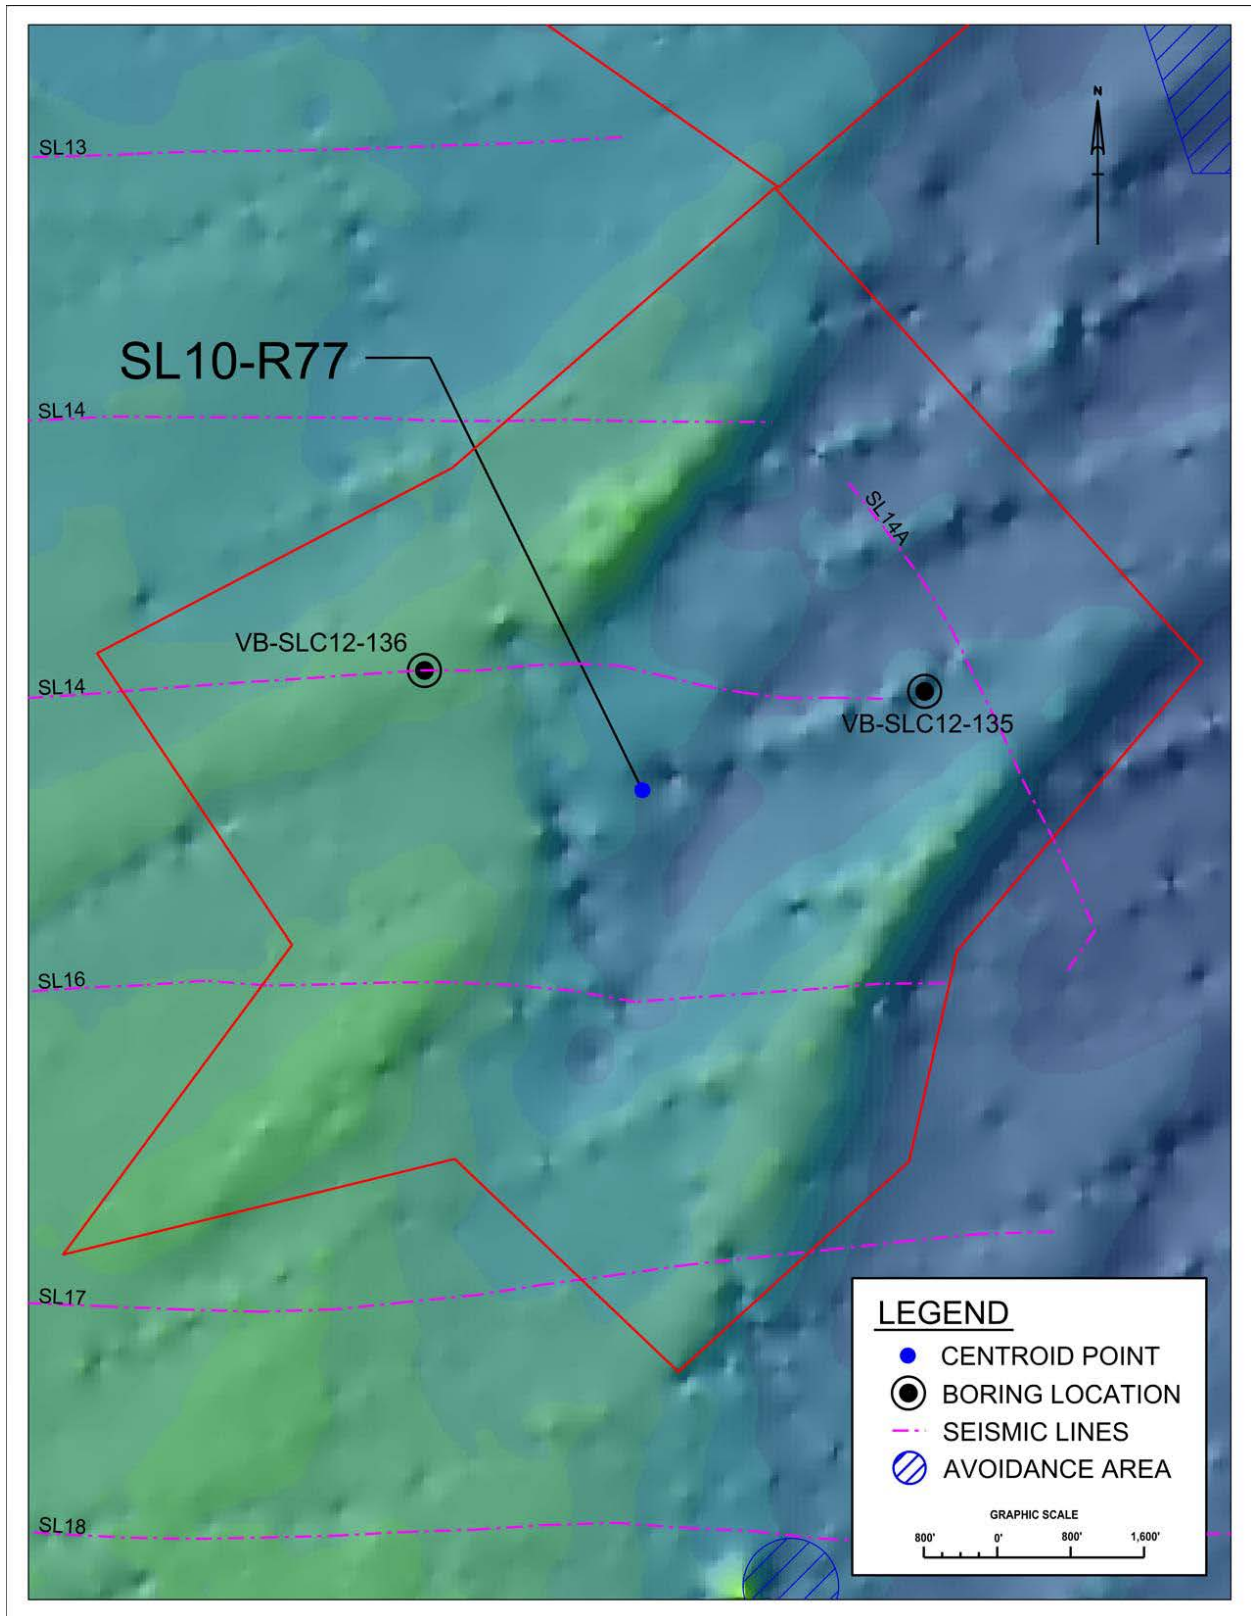 N
SL13
SL10-R77
SL14
SL14A
VB-SLC12-136
SL14
VB-SLC12-135
SL16
SL17
SL18
LEGEND
CENTROID POINT
BORING LOCATION
SEISMIC LINES
AVOIDANCE AREA
GRAPHIC SCALE
800' 0' 800' 1,600'